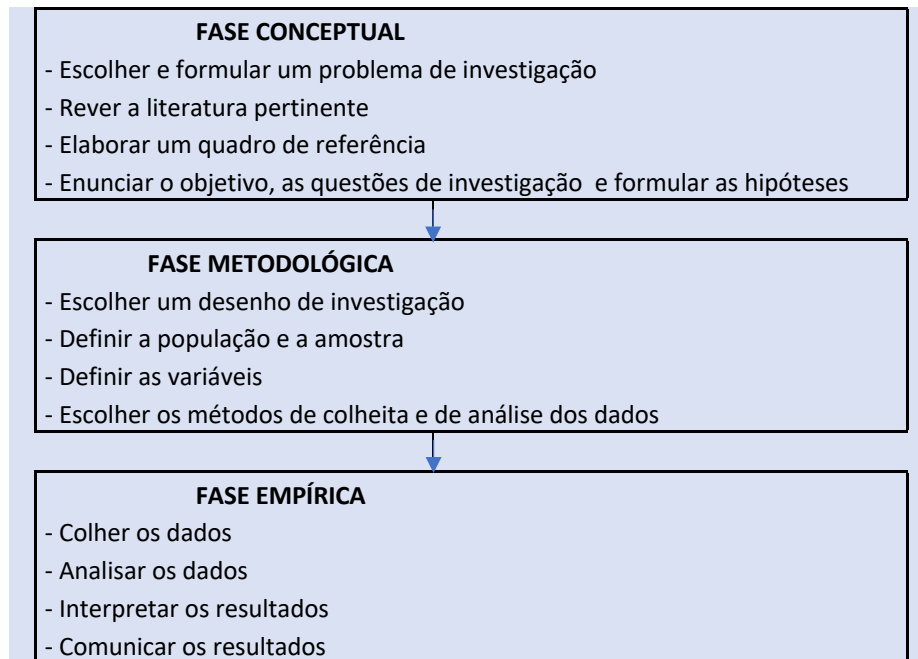 FASE CONCEPTUAL
- Escolher e formular um problema de investigação
- Rever a literatura pertinente
- Elaborar um quadro de referência
- Enunciar o objetivo, as questões de investigação e formular as hipóteses
FASE METODOLÓGICA
- Escolher um desenho de investigação
- Definir a população e a amostra
- Definir as variáveis
- Escolher os métodos de colheita e de análise dos dados
FASE EMPÍRICA
- Colher os dados
- Analisar os dados
- Interpretar os resultados
- Comunicar os resultados